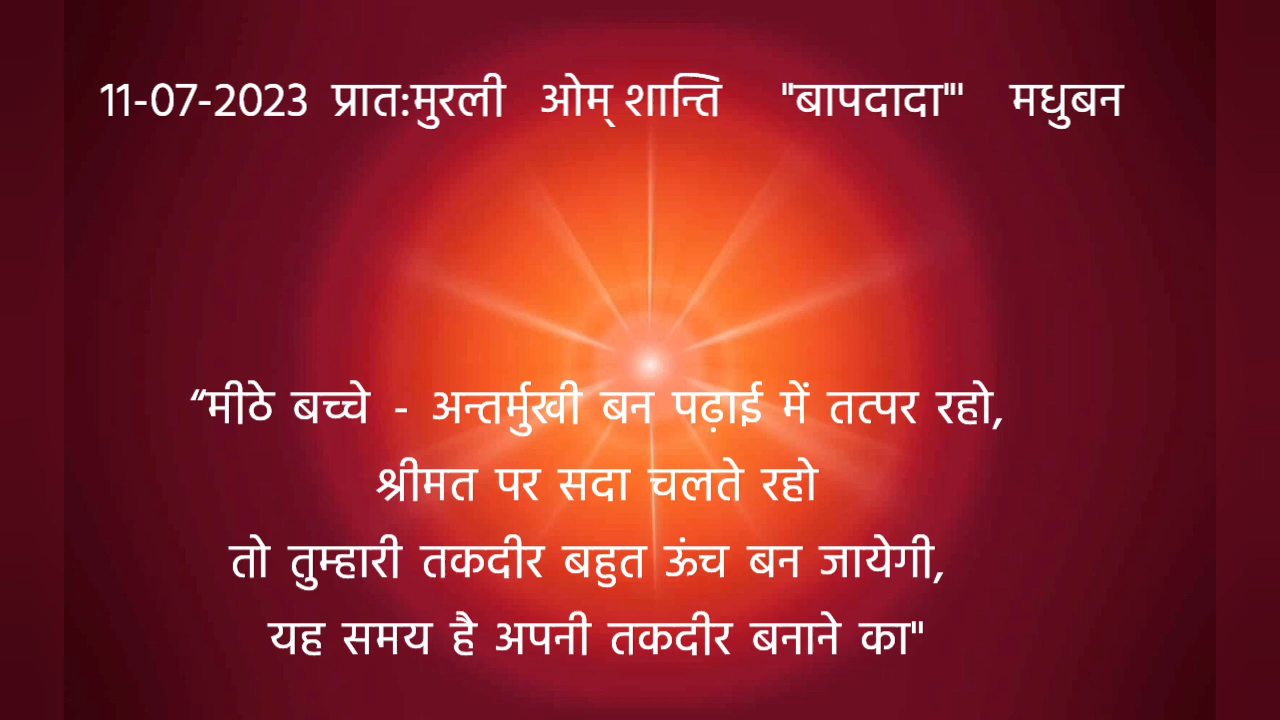 11-07-2023 प्रातःमुरली ओम् शान्ति "बापदादा"' मधुबन
“मीठे बच्चे - अन्तर्मुखी बन पढ़ाई में तत्पर रहो,
श्रीमत पर सदा चलते रहो
तो तुम्हारी तकदीर बहुत ऊंच बन जायेगी,
यह समय है अपनी तकदीर बनाने का"